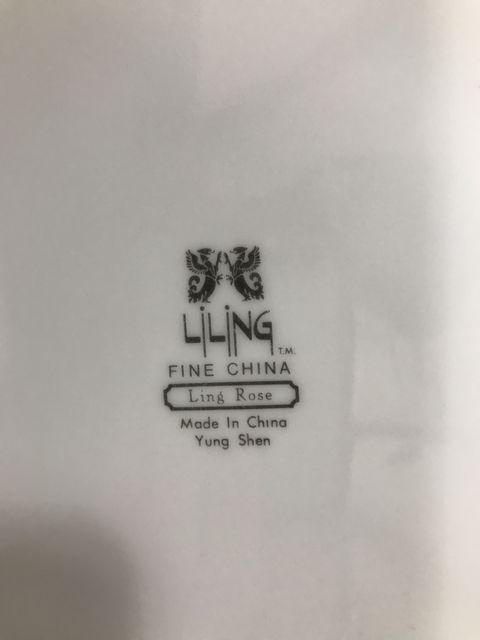 LiLiNG T.M.
FINE CHINA
Ling Rose
Made In China
Yung Shen